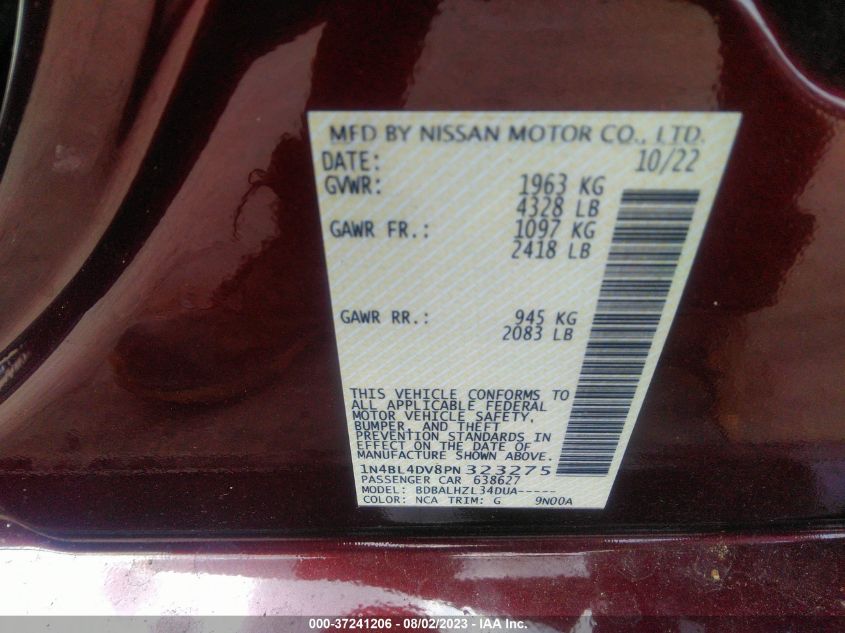 MFD BY NISSAN MOTOR CO., LTD.
DATE: 10/22
GVWR: 1963 KG
4328 LB
GAWR FR.: 1097 KG
2418 LB
GAWR RR.: 945 KG
2083 LB
THIS VEHICLE CONFORMS TO
ALL APPLICABLE FEDERAL
MOTOR VEHICLE SAFETY,
BUMPER, AND THEFT
PREVENTION STANDARDS IN
EFFECT ON THE DATE OF
MANUFACTURE SHOWN ABOVE.
1N4BL4DV8PN323275
PASSENGER CAR 638627
MODEL: BDBALHZL34DUA-----
COLOR: NCA TRIM: G 9N00A
000-37241206 - 08/02/2023 - IAA Inc.